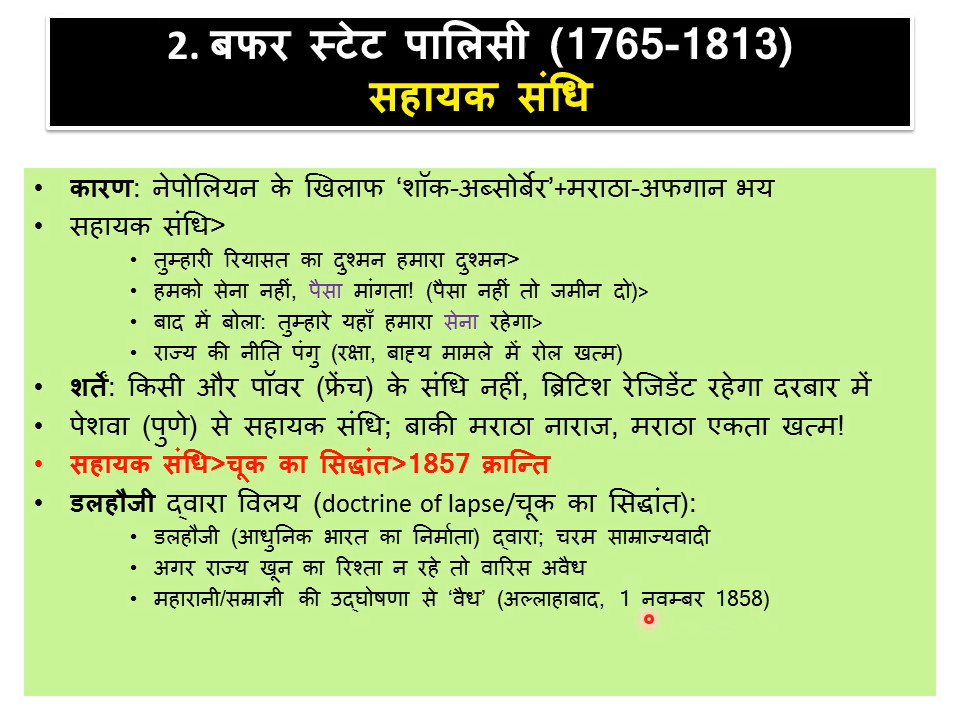 2. बफर स्टेट पालिसी (1765-1813)
सहायक संधि
• कारण: नेपोलियन के खिलाफ ‘शॉक-अब्सोर्बेर’+मराठा-अफगान भय
• सहायक संधि>
• तुम्हारी रियासत का दुश्मन हमारा दुश्मन>
• हमको सेना नहीं, पैसा मांगता! (पैसा नहीं तो जमीन दो)>
• बाद में बोला: तुम्हारे यहाँ हमारा सेना रहेगा>
• राज्य की नीति पंगु (रक्षा, बाह्य मामले में रोल खत्म)
• शर्तें: किसी और पॉवर (फ्रेंच) के संधि नहीं, ब्रिटिश रेजिडेंट रहेगा दरबार में
• पेशवा (पुणे) से सहायक संधि; बाकी मराठा नाराज, मराठा एकता खत्म!
• सहायक संधि>चूक का सिद्धांत>1857 क्रान्ति
• डलहौजी द्वारा विलय (doctrine of lapse/चूक का सिद्धांत):
• डलहौजी (आधुनिक भारत का निर्माता) द्वारा; चरम साम्राज्यवादी
• अगर राज्य खून का रिश्ता न रहे तो वारिस अवैध
• महारानी/सम्राज्ञी की उद्घोषणा से ‘वैध’ (अल्लाहाबाद, 1 नवम्बर 1858)